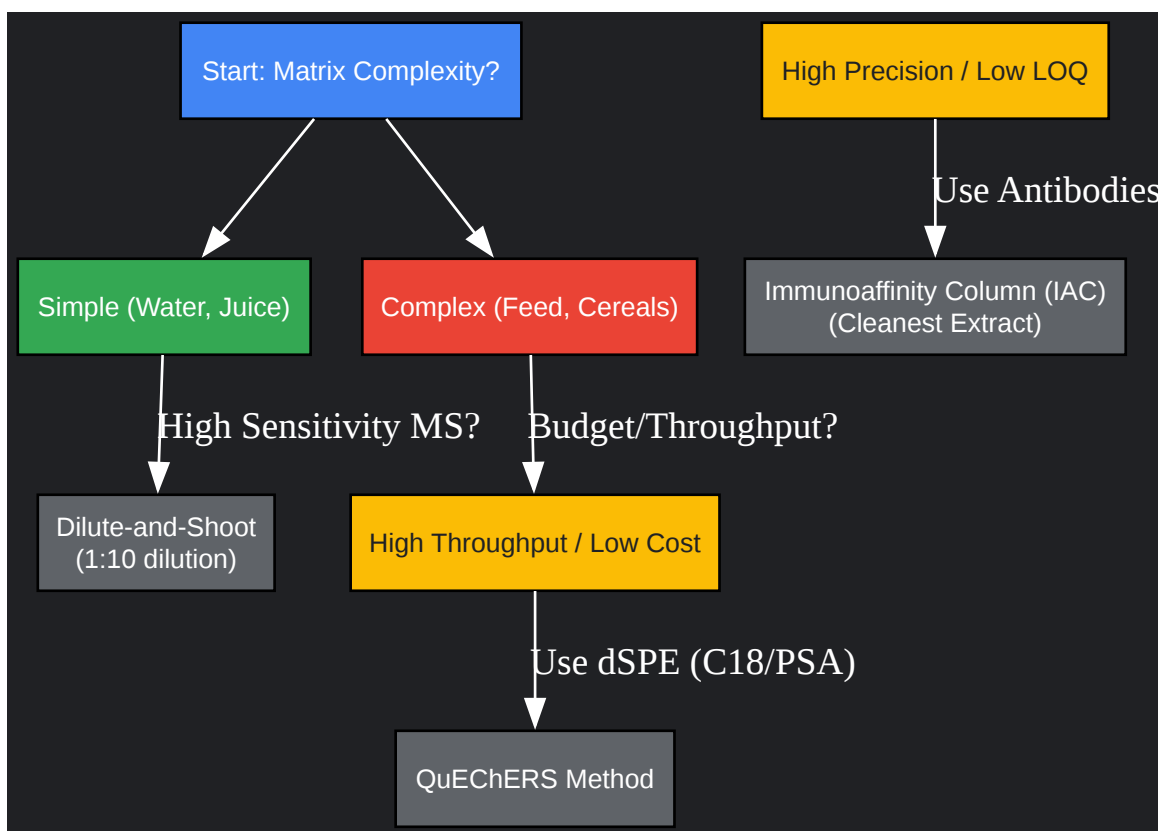 Start: Matrix Complexity?
High Precision / Low LOQ
Use Antibodies
Simple (Water, Juice)
Complex (Feed, Cereals)
Immunoaffinity Column (IAC)
(Cleanest Extract)
High Sensitivity MS?
Budget/Throughput?
Dilute-and-Shoot
(1:10 dilution)
High Throughput / Low Cost
Use dSPE (C18/PSA)
QuEChERS Method